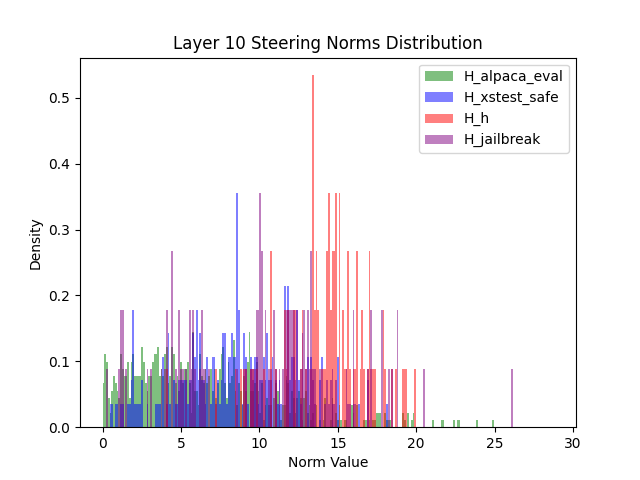 Layer 10 Steering Norms Distribution
H_alpaca_eval
H_xstest_safe
H_h
H_jailbreak
Density
0.5
0.4
0.3
0.2
0.1
0.0
0
5
10
15
20
25
30
Norm Value